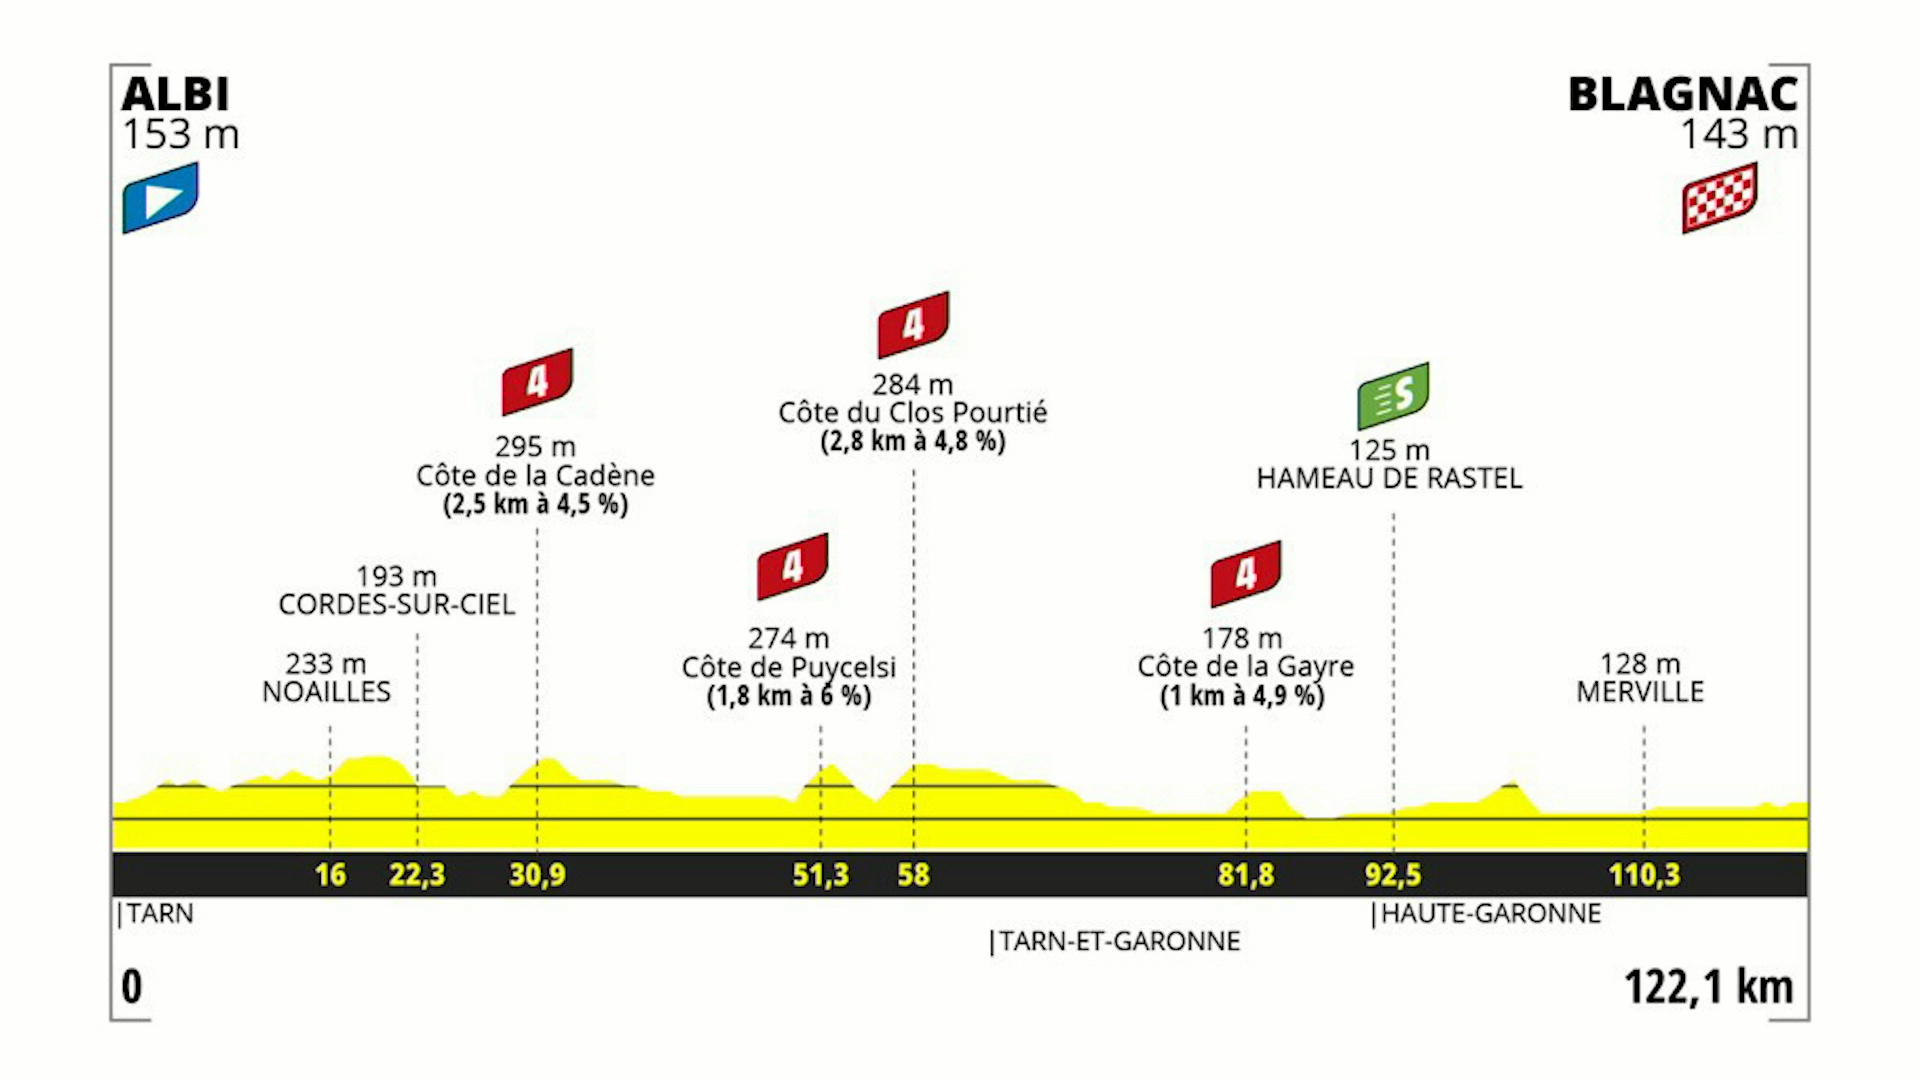 ALBI
153 m
BLAGNAC
143 m
4
284 m
Côte du Clos Pourtié
(2,8 km à 4,8 %)
4
295 m
Côte de la Cadène
(2,5 km à 4,5 %)
S
125 m
HAMEAU DE RASTEL
193 m
CORDES-SUR-CIEL
4
274 m
Côte de Puycelsi
(1,8 km à 6 %)
4
178 m
Côte de la Gayre
(1 km à 4,9 %)
233 m
NOAILLES
128 m
MERVILLE
16 22,3 30,9 51,3 58 81,8 92,5 110,3
|TARN
|HAUTE-GARONNE
|TARN-ET-GARONNE
0
122,1 km